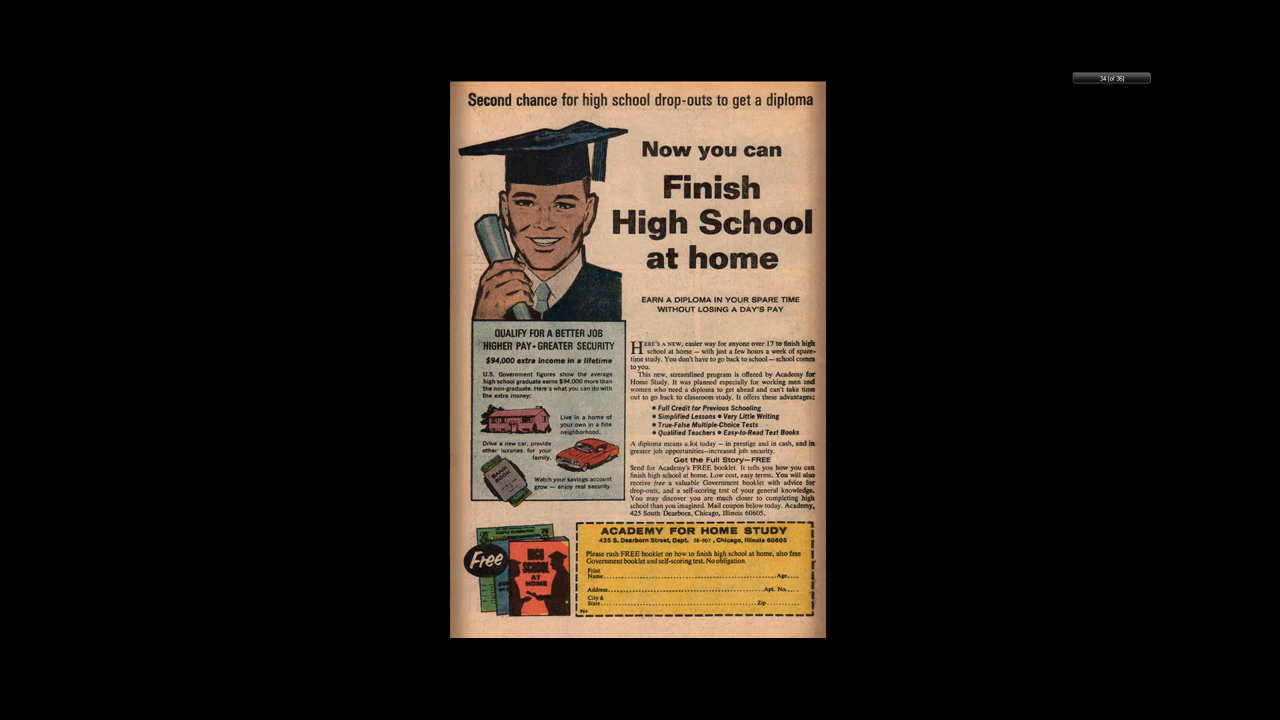 34 (of 36)
Second chance for high school drop-outs to get a diploma
Now you can
Finish
High School
at home
EARN A DIPLOMA IN YOUR SPARE TIME
WITHOUT LOSING A DAY'S PAY
QUALIFY FOR A BETTER JOB
HIGHER PAY • GREATER SECURITY
$94,000 extra income in a lifetime
U.S. Government figures show the average
high school graduate earns $94,000 more than
the non-graduate. Here's what you can do with
the extra money:
Live in a home of
your own in a fine
neighborhood.
Drive a new car, provide
other luxuries for your
family.
BANK
BOOK
Watch your savings account
grow — enjoy real security.
HERE'S A NEW, easier way for anyone over 17 to finish high
school at home — with just a few hours a week of spare-
time study. You don't have to go back to school — school comes
to you.
This new, streamlined program is offered by Academy for
Home Study. It was planned especially for working men and
women who need a diploma to get ahead and can't take time
out to go back to classroom study. It offers these advantages:
• Full Credit for Previous Schooling
• Simplified Lessons • Very Little Writing
• True-False Multiple-Choice Tests
• Qualified Teachers • Easy-to-Read Text Books
A diploma means a lot today — in prestige and in cash, and in
greater job opportunities—increased job security.
Get the Full Story—FREE
Send for Academy's FREE booklet. It tells you how you can
finish high school at home. Low cost, easy terms. You will also
receive free a valuable Government booklet with advice for
drop-outs, and a self-scoring test of your general knowledge.
You may discover you are much closer to completing high
school than you imagined. Mail coupon below today. Academy,
425 South Dearborn, Chicago, Illinois 60605.
Free
HIGH
SCHOOL
AT
HOME
ACADEMY FOR HOME STUDY
425 S. Dearborn Street, Dept. 38-907, Chicago, Illinois 60605
Please rush FREE booklet on how to finish high school at home, also free
Government booklet and self-scoring test. No obligation.
Print
Name Age
Address Apt. No.
City &
State Zip